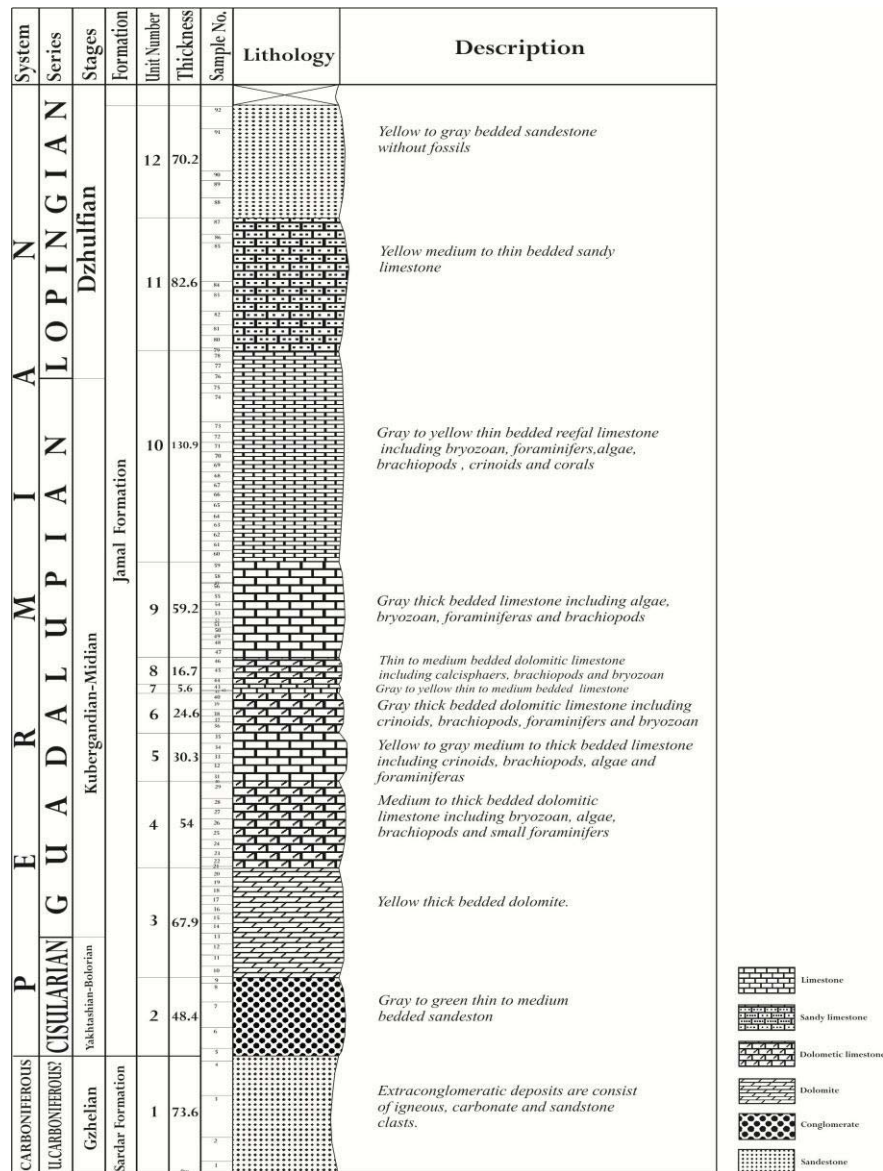 System
Series
Stages
Formation
Unit Number
Thickness
Sample No.
Lithology
Description
PERMIAN
CARBONIFEROUS
LOPINGIAN
GUADALUPIAN
CISULARIAN
U.CARBONIFEROUS?
Dzhulfian
Kubergandian-Midian
Yakhtashian-Bolorian
Gzhelian
Jamal Formation
Sardar Formation
12 70.2
Yellow to gray bedded sandestone
without fossils
11 82.6
Yellow medium to thin bedded sandy
limestone
10 130.9
Gray to yellow thin bedded reefal limestone
including bryozoan, foraminifers,algae,
brachiopods , crinoids and corals
9 59.2
Gray thick bedded limestone including algae,
bryozoan, foraminiferas and brachiopods
8 16.7
Thin to medium bedded dolomitic limestone
including calcisphaers, brachiopods and bryozoan
7 5.6
Gray to yellow thin to medium bedded limestone
6 24.6
Gray thick bedded dolomitic limestone including
crinoids, brachiopods, foraminifers and bryozoan
5 30.3
Yellow to gray medium to thick bedded limestone
including crinoids, brachiopods, algae and
foraminiferas
4 54
Medium to thick bedded dolomitic
limestone including bryozoan, algae,
brachiopods and small foraminifers
3 67.9
Yellow thick bedded dolomite.
2 48.4
Gray to green thin to medium
bedded sandeston
1 73.6
Extraconglomeratic deposits are consist
of igneous, carbonate and sandstone
clasts.
Limestone
Sandy limestone
Dolometic limestone
Dolomite
Conglomerate
Sandestone